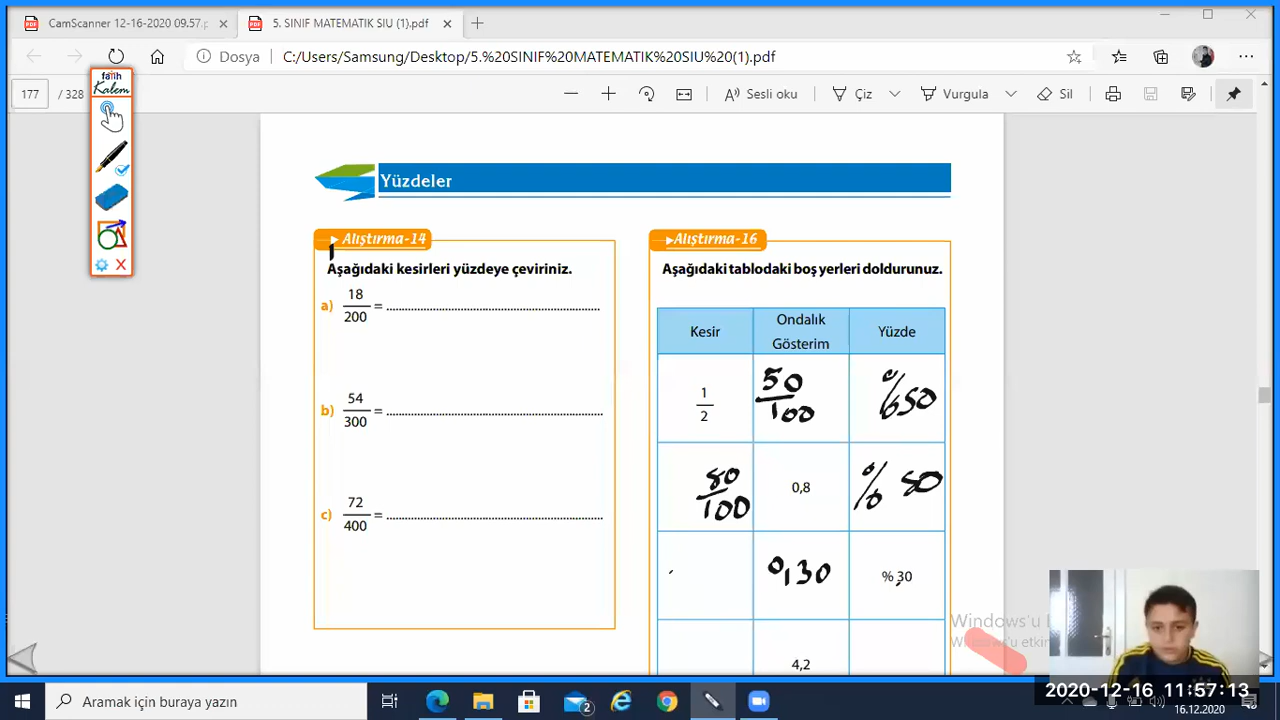 CamScanner 12-16-2020 09.57.p
5. SINIF MATEMATIK SIU (1).pdf
Dosya
C:/Users/Samsung/Desktop/5.%20SINIF%20MATEMATIK%20SIU%20(1).pdf
177 / 328
Sesli oku
Çiz
Vurgula
Sil
fatih
Kalem
Yüzdeler
Alıştırma-14
Aşağıdaki kesirleri yüzdeye çeviriniz.
a) 18/200 = ........................................................
b) 54/300 = ........................................................
c) 72/400 = ........................................................
Alıştırma-16
Aşağıdaki tablodaki boş yerleri doldurunuz.
Kesir
Ondalık
Gösterim
Yüzde
1/2
50/100
%50
80/100
0,8
% 80
0,30
%30
4,2
2020-12-16 11:57:13
Aramak için buraya yazın
2
16.12.2020